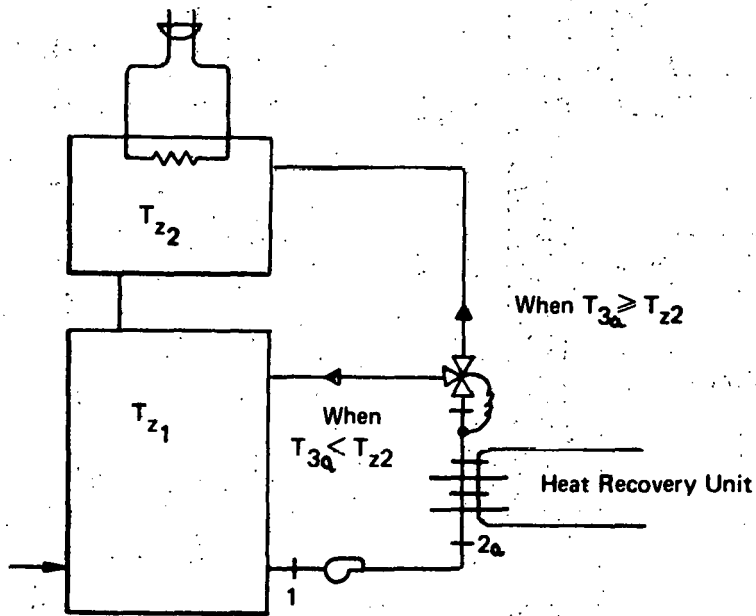 T_z2
When T_3a ≥ T_z2
T_z1
When
T_3a < T_z2
Heat Recovery Unit
2a
1